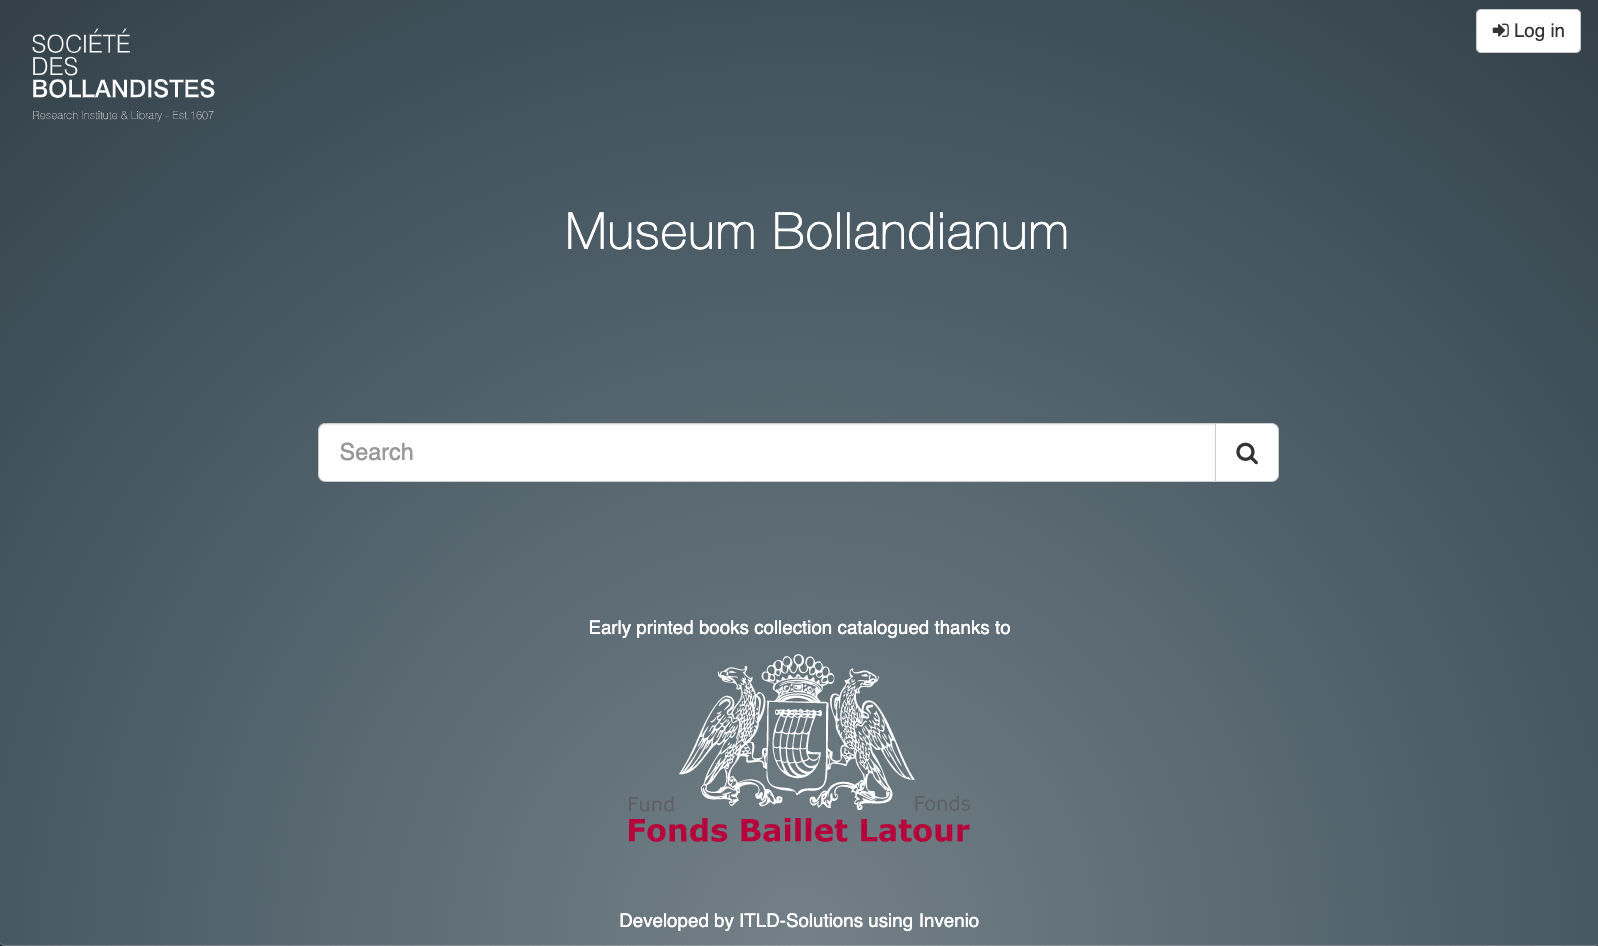 SOCIÉTÉ
DES
BOLLANDISTES
Research Institute & Library - Est.1607
Log in
Museum Bollandianum
Search
Early printed books collection catalogued thanks to
Fund Fonds
Fonds Baillet Latour
Developed by ITLD-Solutions using Invenio